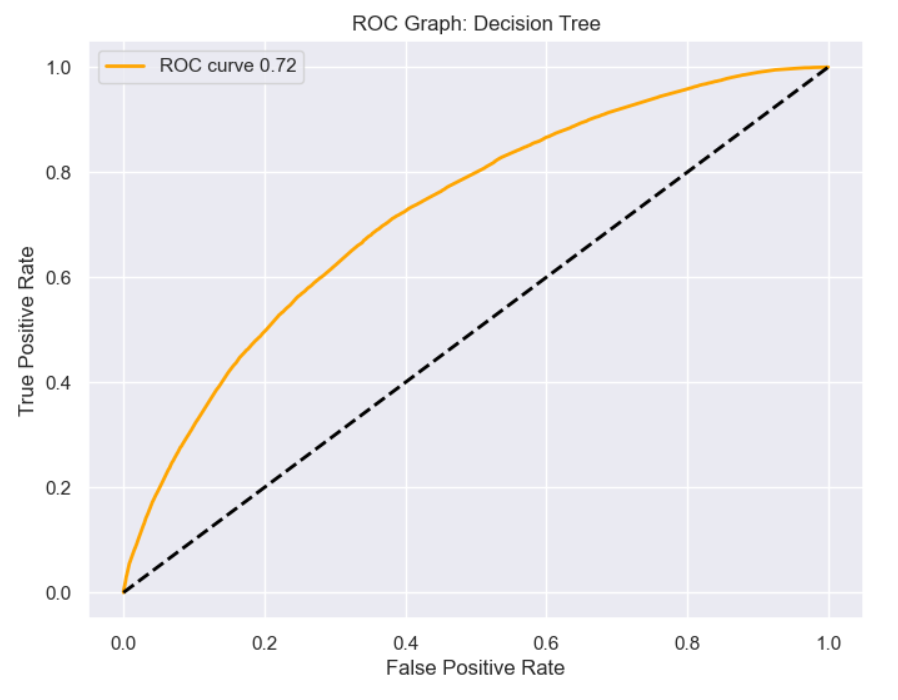 ROC Graph: Decision Tree
ROC curve 0.72
True Positive Rate
1.0
0.8
0.6
0.4
0.2
0.0
0.0 0.2 0.4 0.6 0.8 1.0
False Positive Rate